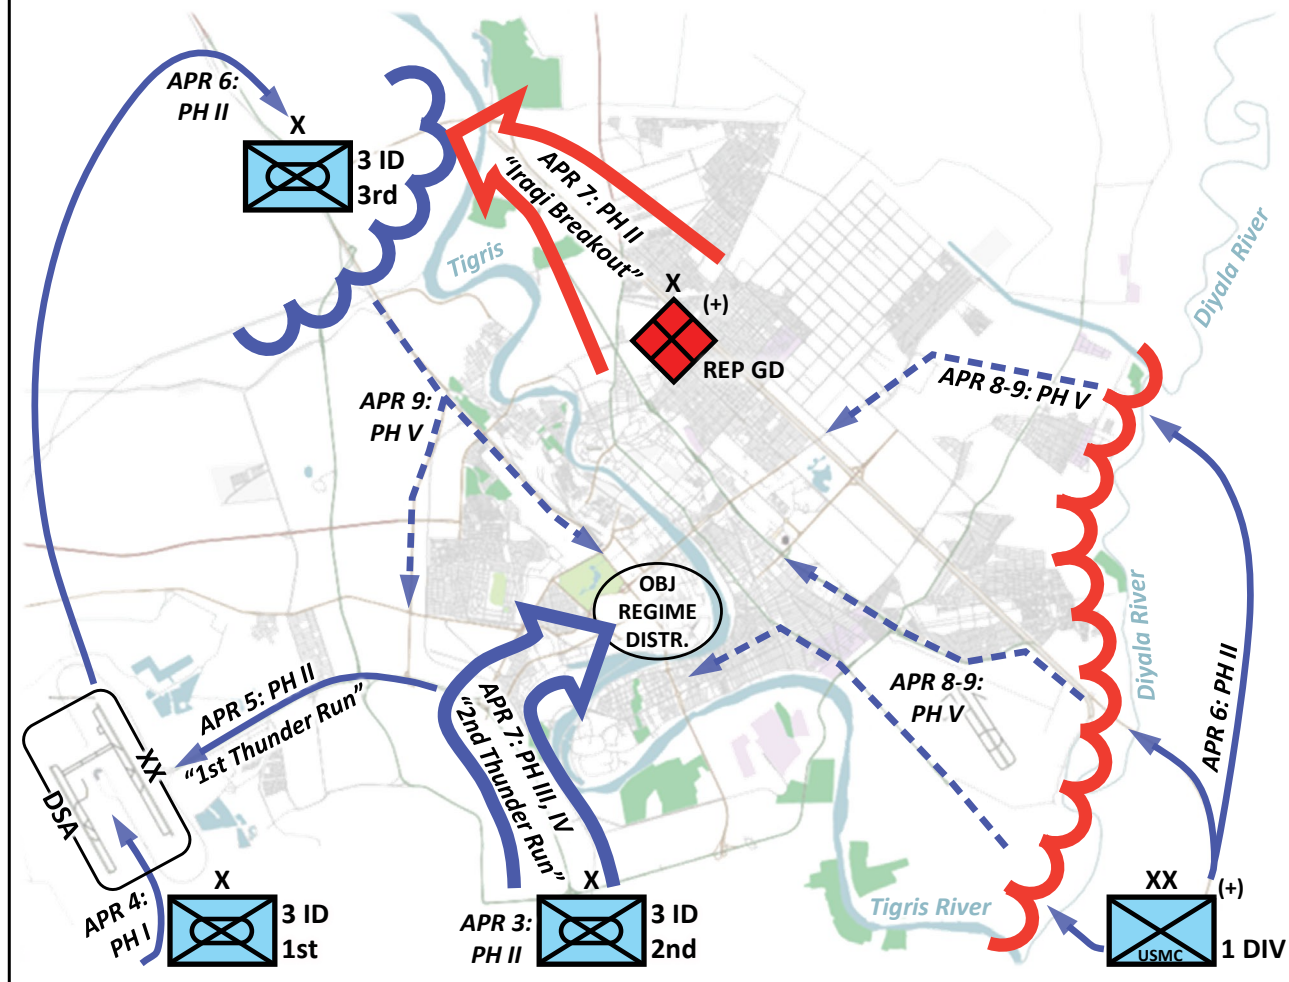 APR 6:
PH II
X
3 ID
3rd
Tigris
APR 7: PH II
"Iraqi Breakout"
X
(+)
REP GD
Diyala River
APR 8-9: PH V
APR 9:
PH V
OBJ
REGIME
DISTR.
Diyala River
APR 5: PH II
"1st Thunder Run"
APR 7: PH III, IV
"2nd Thunder Run"
APR 8-9:
PH V
APR 6: PH II
XX
DSA
APR 4:
PH I
X
3 ID
1st
APR 3:
PH II
X
3 ID
2nd
Tigris River
XX
(+)
USMC
1 DIV